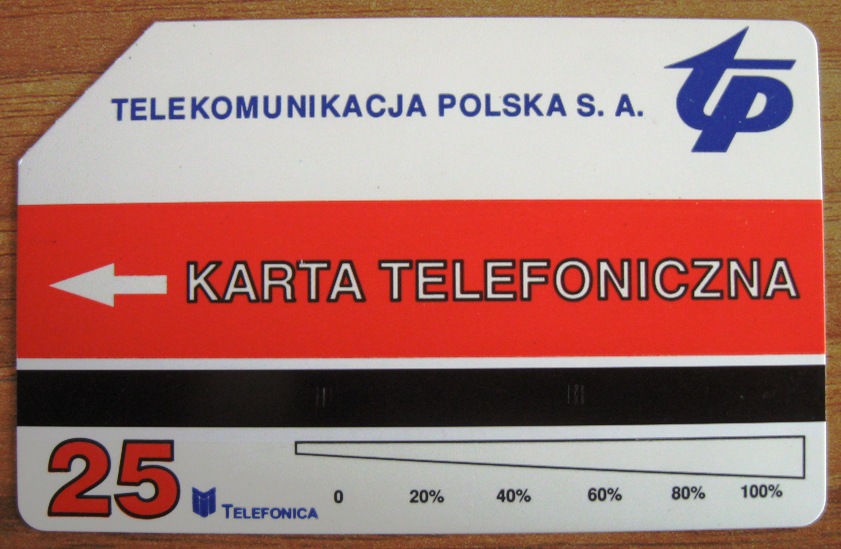 TELEKOMUNIKACJA POLSKA S. A.
tp
KARTA TELEFONICZNA
25
TELEFONICA
0 20% 40% 60% 80% 100%